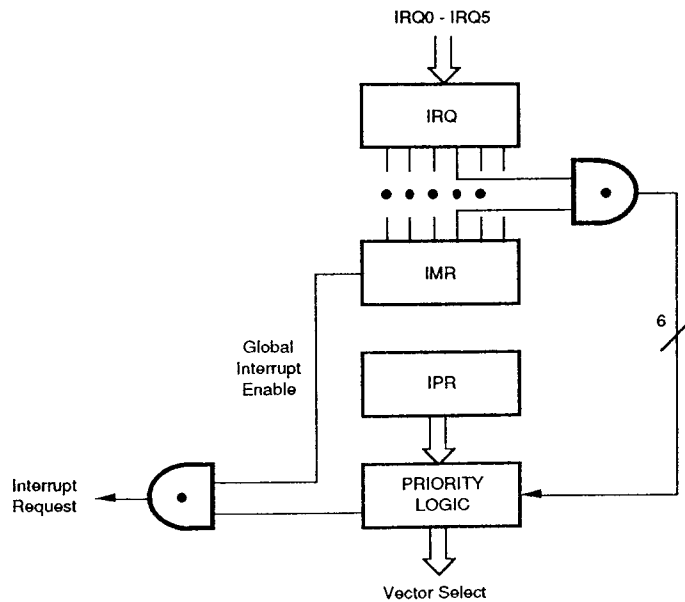 IRQ0 - IRQ5
IRQ
IMR
6
Global
Interrupt
Enable
IPR
PRIORITY
LOGIC
Interrupt
Request
Vector Select